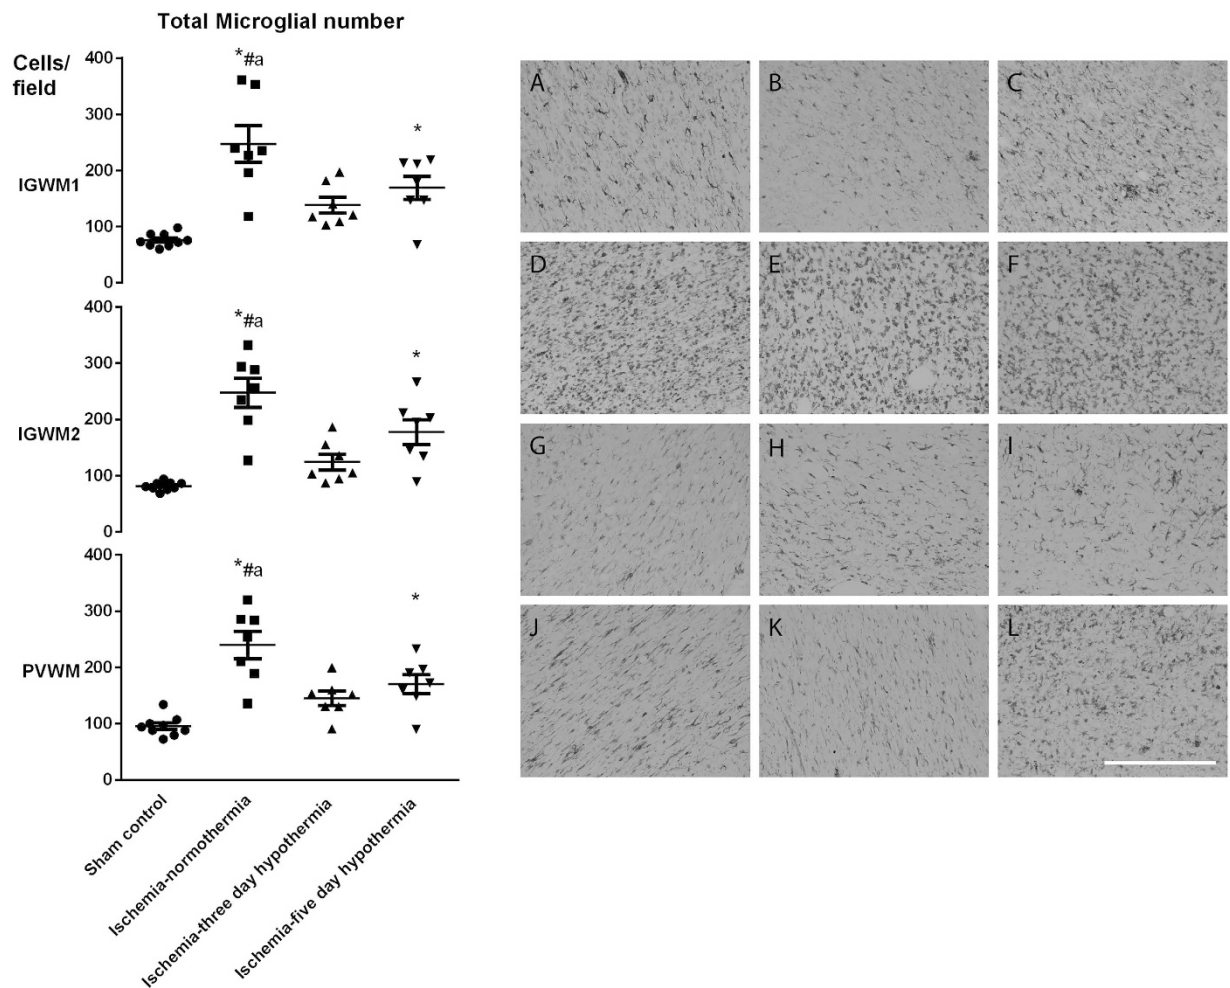 Total Microglial number
Cells/
field
400
*#a
300
*
200
IGWM1
100
0
400
*#a
300
*
200
IGWM2
100
0
400
*#a
300
*
200
PVWM
100
0
Sham control
Ischemia-normothermia
Ischemia-three day hypothermia
Ischemia-five day hypothermia
A
B
C
D
E
F
G
H
I
J
K
L